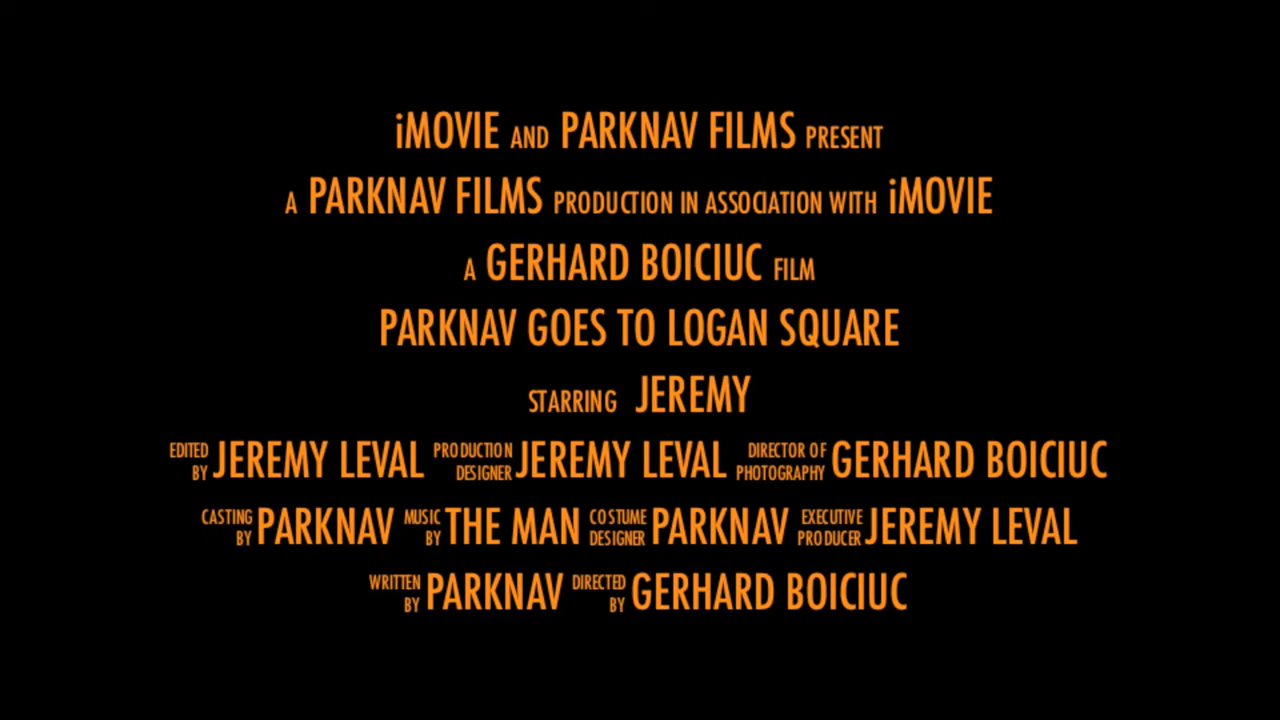 iMOVIE AND PARKNAV FILMS PRESENT
A PARKNAV FILMS PRODUCTION IN ASSOCIATION WITH iMOVIE
A GERHARD BOICIUC FILM
PARKNAV GOES TO LOGAN SQUARE
STARRING JEREMY
EDITED BY JEREMY LEVAL PRODUCTION DESIGNER JEREMY LEVAL DIRECTOR OF PHOTOGRAPHY GERHARD BOICIUC
CASTING BY PARKNAV MUSIC BY THE MAN COSTUME DESIGNER PARKNAV EXECUTIVE PRODUCER JEREMY LEVAL
WRITTEN BY PARKNAV DIRECTED BY GERHARD BOICIUC